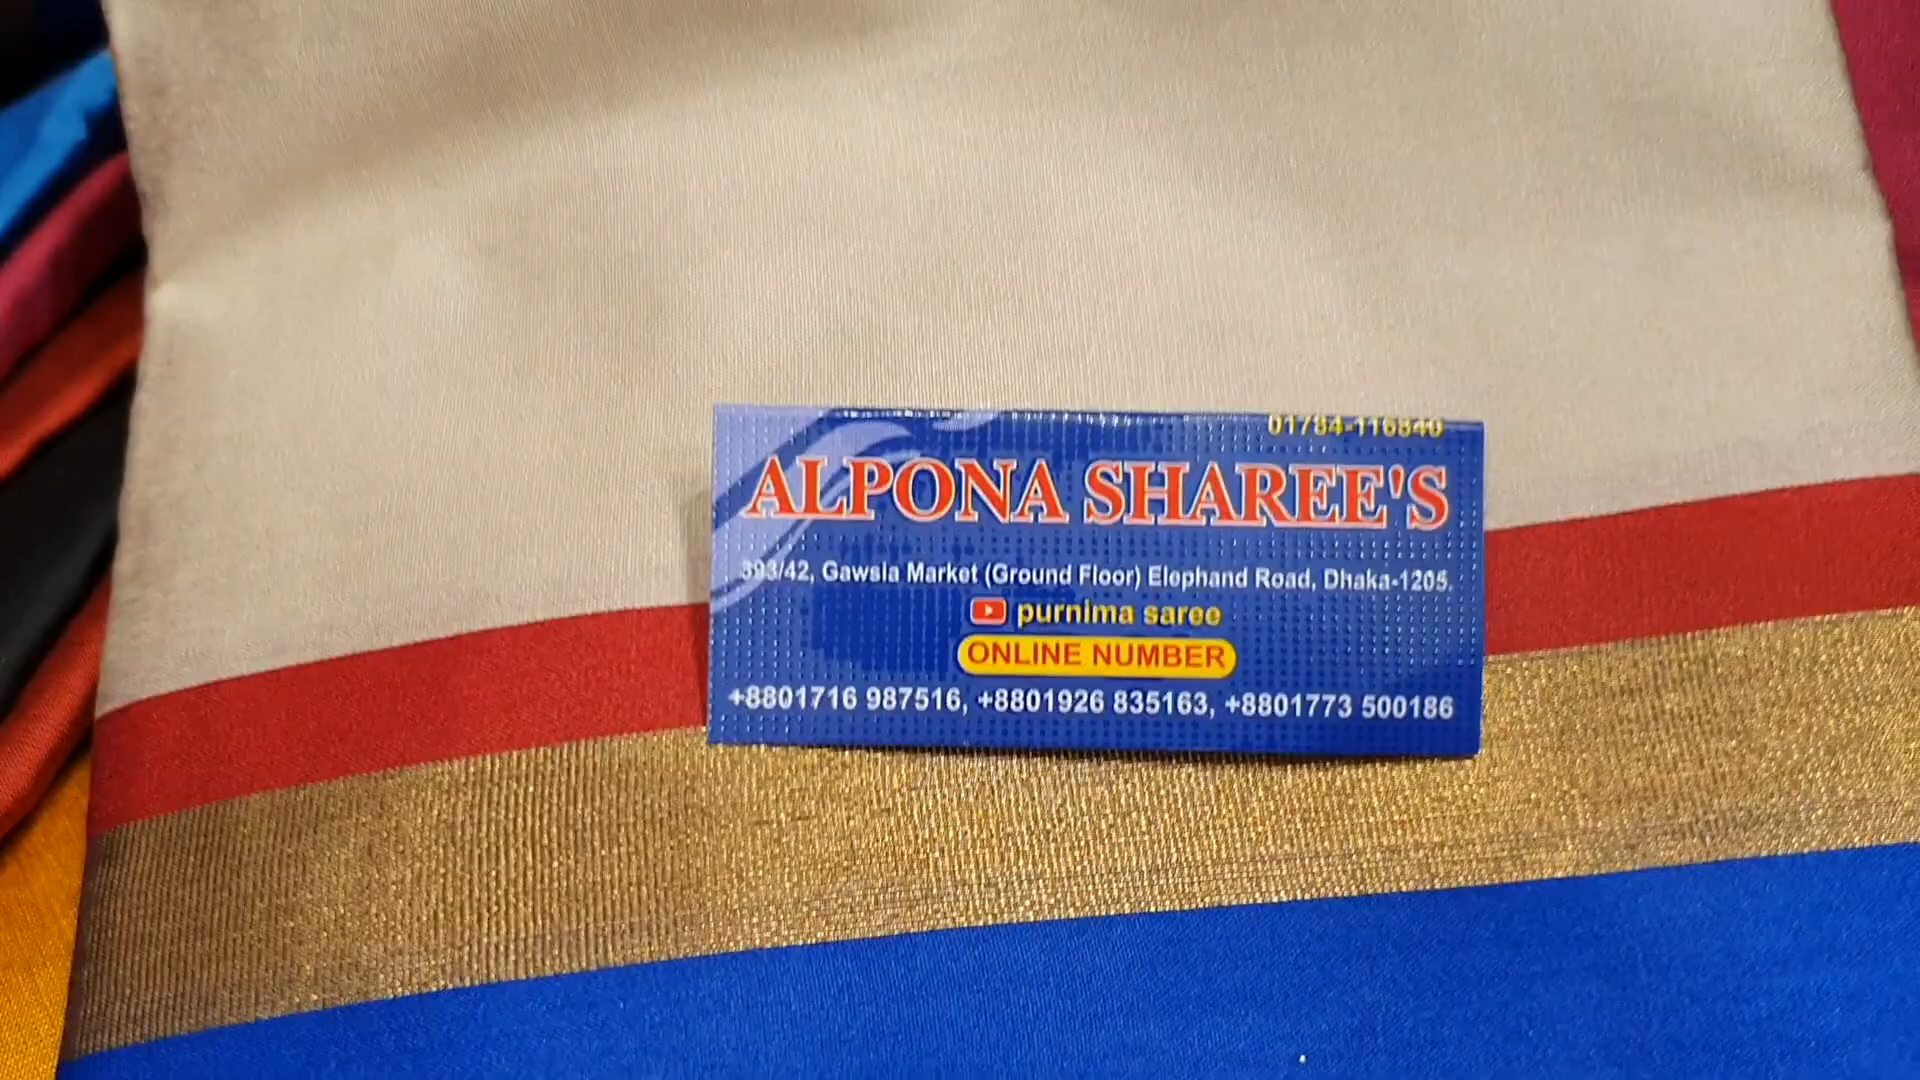 01784-116840
ALPONA SHAREE'S
393/42, Gawsia Market (Ground Floor) Elephand Road, Dhaka-1205.
purnima saree
ONLINE NUMBER
+8801716 987516, +8801926 835163, +8801773 500186